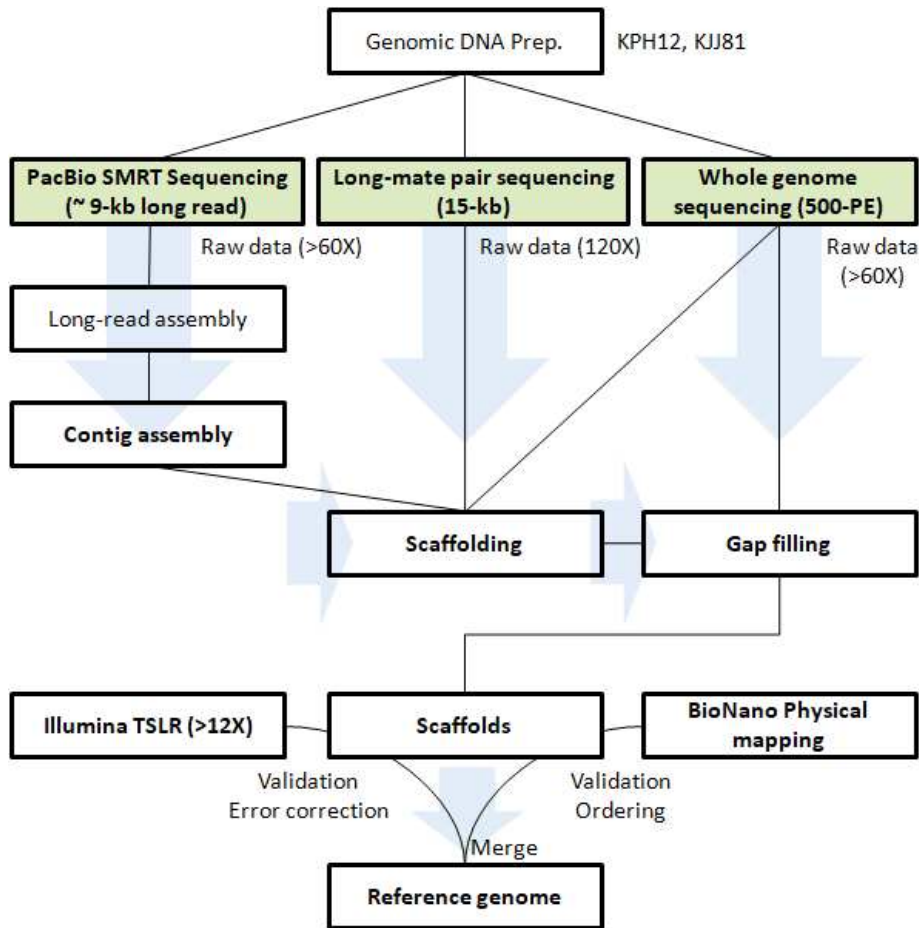 Genomic DNA Prep.
KPH12, KJJ81
PacBio SMRT Sequencing
(~ 9-kb long read)
Long-mate pair sequencing
(15-kb)
Whole genome
sequencing (500-PE)
Raw data (>60X)
Raw data (120X)
Raw data
(>60X)
Long-read assembly
Contig assembly
Scaffolding
Gap filling
Illumina TSLR (>12X)
Scaffolds
BioNano Physical
mapping
Validation
Error correction
Validation
Ordering
Merge
Reference genome